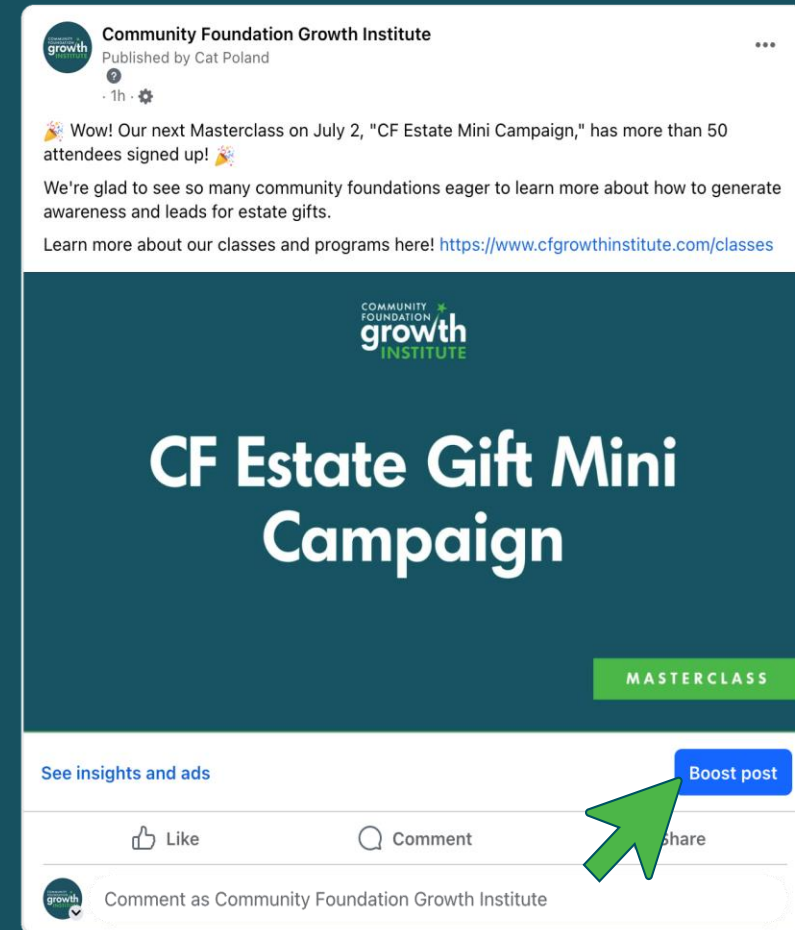 Community Foundation Growth Institute
Published by Cat Poland
· 1h ·
🎉 Wow! Our next Masterclass on July 2, "CF Estate Mini Campaign," has more than 50
attendees signed up! 🎉
We're glad to see so many community foundations eager to learn more about how to generate
awareness and leads for estate gifts.
Learn more about our classes and programs here! https://www.cfgrowthinstitute.com/classes
COMMUNITY
FOUNDATION
growth
INSTITUTE
CF Estate Gift Mini
Campaign
MASTERCLASS
See insights and ads
Boost post
Like
Comment
Share
growth
Comment as Community Foundation Growth Institute